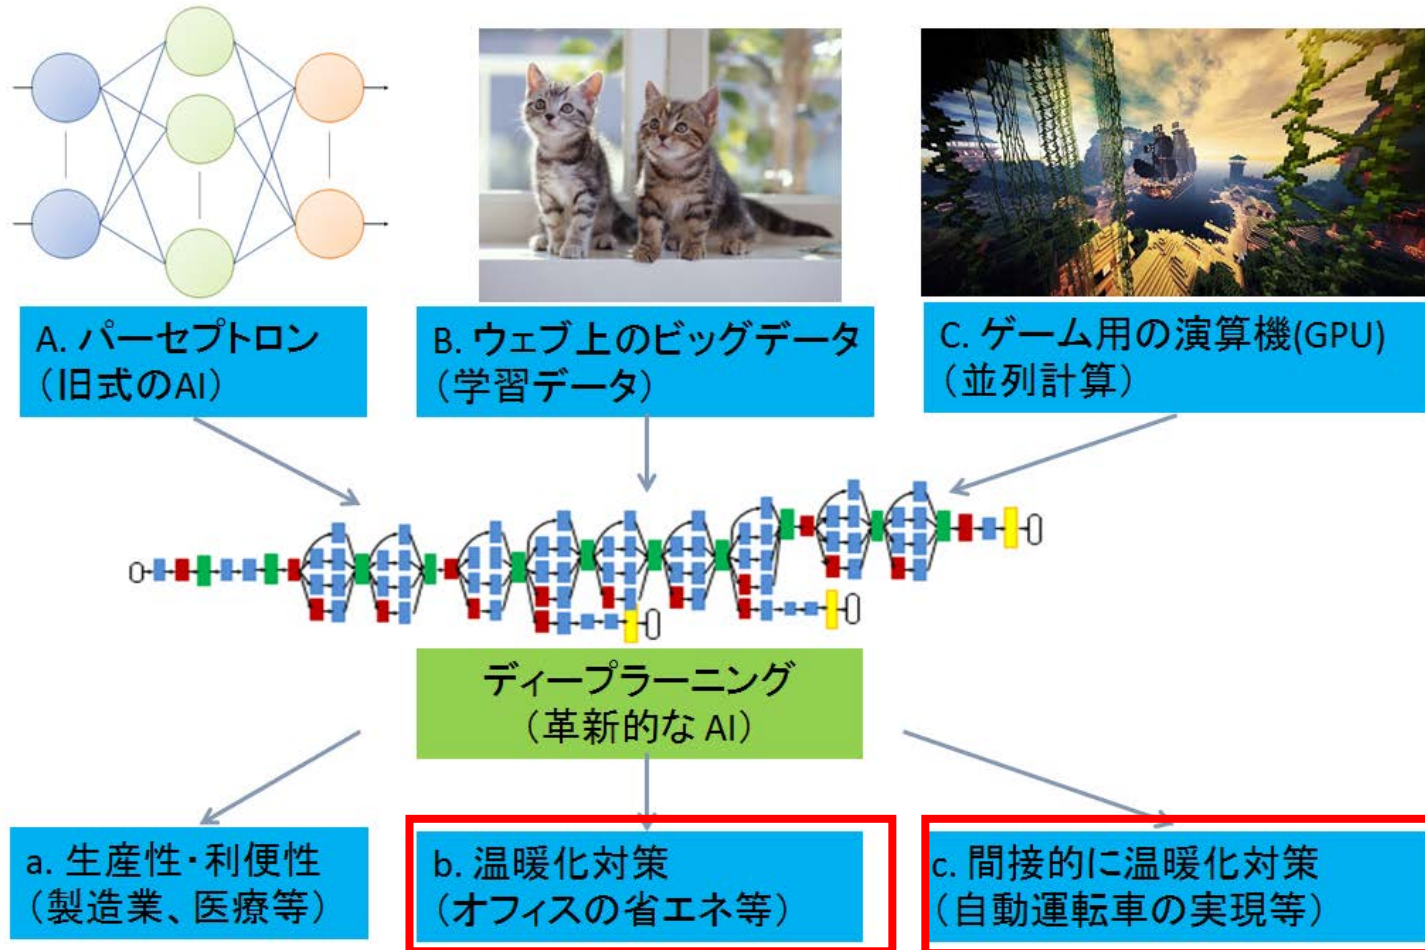 A. パーセプトロン
（旧式のAI）
B. ウェブ上のビッグデータ
（学習データ）
C. ゲーム用の演算機(GPU)
（並列計算）
ディープラーニング
（革新的な AI）
a. 生産性・利便性
（製造業、医療等）
b. 温暖化対策
（オフィスの省エネ等）
c. 間接的に温暖化対策
（自動運転車の実現等）